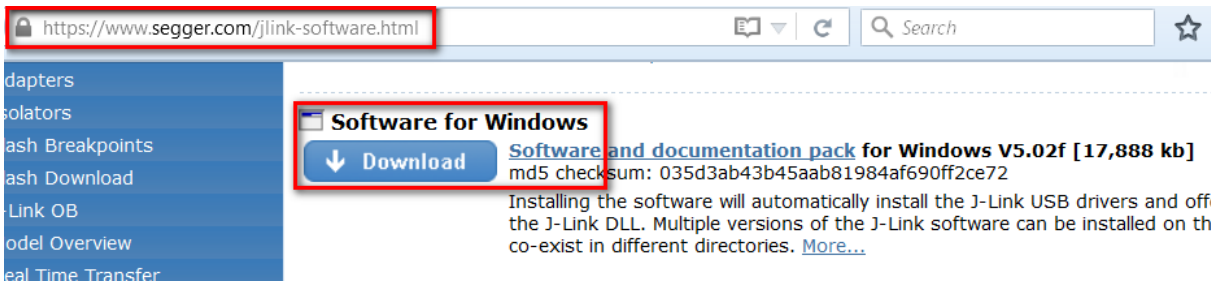 https://www.segger.com/jlink-software.html
Search
dapters
solators
lash Breakpoints
lash Download
-Link OB
odel Overview
eal Time Transfer
Software for Windows
Download
Software and documentation pack for Windows V5.02f [17,888 kb]
md5 checksum: 035d3ab43b45aab81984af690ff2ce72
Installing the software will automatically install the J-Link USB drivers and off
the J-Link DLL. Multiple versions of the J-Link software can be installed on th
co-exist in different directories. More...